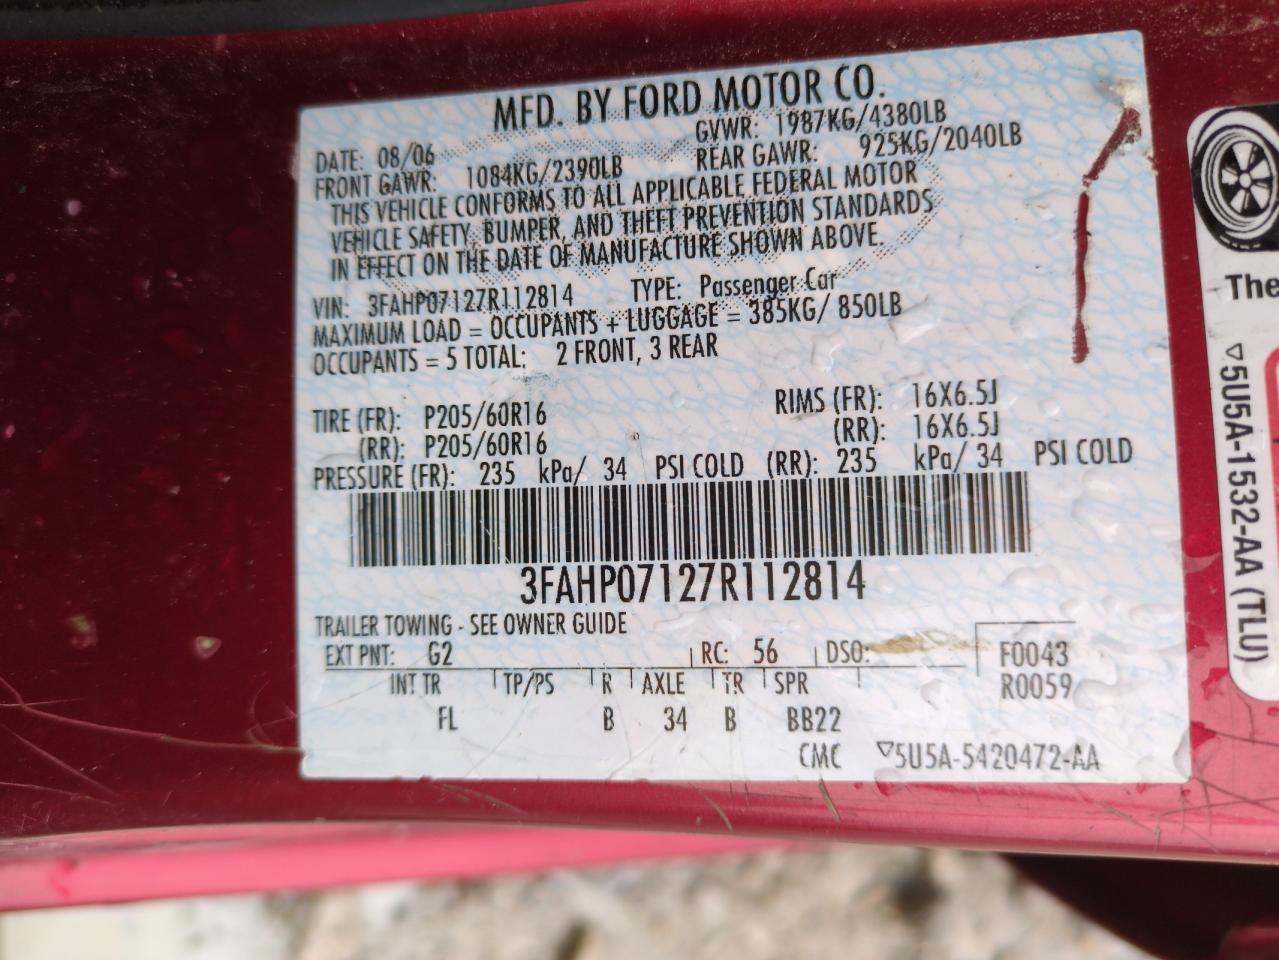 MFD. BY FORD MOTOR CO.
DATE: 08/06 GVWR: 1987KG/4380LB
FRONT GAWR: 1084KG/2390LB REAR GAWR: 925KG/2040LB
THIS VEHICLE CONFORMS TO ALL APPLICABLE FEDERAL MOTOR
VEHICLE SAFETY, BUMPER, AND THEFT PREVENTION STANDARDS
IN EFFECT ON THE DATE OF MANUFACTURE SHOWN ABOVE.
VIN: 3FAHP07127R112814 TYPE: Passenger Car
MAXIMUM LOAD = OCCUPANTS + LUGGAGE = 385KG/ 850LB
OCCUPANTS = 5 TOTAL: 2 FRONT, 3 REAR
TIRE (FR): P205/60R16 RIMS (FR): 16X6.5J
(RR): P205/60R16 (RR): 16X6.5J
PRESSURE (FR): 235 kPa/ 34 PSI COLD (RR): 235 kPa/ 34 PSI COLD
3FAHP07127R112814
TRAILER TOWING - SEE OWNER GUIDE
EXT PNT: G2 RC: 56 DSO: F0043
INT TR TP/PS R AXLE TR SPR R0059
FL B 34 B BB22
CMC ▽5U5A-5420472-AA
The
▽5U5A-1532-AA (TLU)